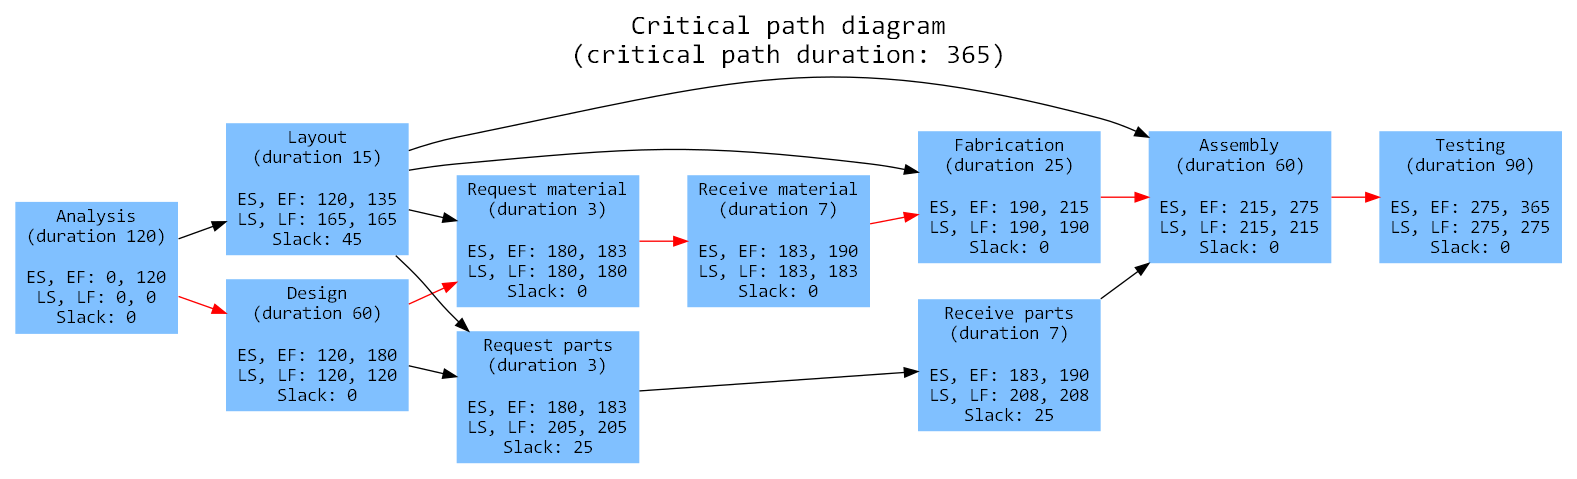 Critical path diagram
(critical path duration: 365)
Analysis
(duration 120)
ES, EF: 0, 120
LS, LF: 0, 0
Slack: 0
Layout
(duration 15)
ES, EF: 120, 135
LS, LF: 165, 165
Slack: 45
Design
(duration 60)
ES, EF: 120, 180
LS, LF: 120, 120
Slack: 0
Request material
(duration 3)
ES, EF: 180, 183
LS, LF: 180, 180
Slack: 0
Request parts
(duration 3)
ES, EF: 180, 183
LS, LF: 205, 205
Slack: 25
Receive material
(duration 7)
ES, EF: 183, 190
LS, LF: 183, 183
Slack: 0
Fabrication
(duration 25)
ES, EF: 190, 215
LS, LF: 190, 190
Slack: 0
Receive parts
(duration 7)
ES, EF: 183, 190
LS, LF: 208, 208
Slack: 25
Assembly
(duration 60)
ES, EF: 215, 275
LS, LF: 215, 215
Slack: 0
Testing
(duration 90)
ES, EF: 275, 365
LS, LF: 275, 275
Slack: 0